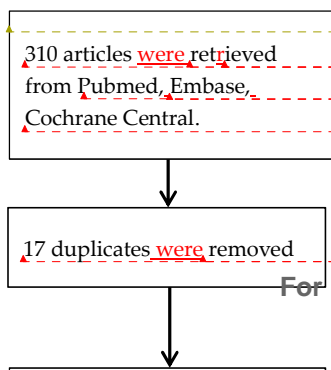 310 articles were retrieved
from Pubmed, Embase,
Cochrane Central.
17 duplicates were removed
For